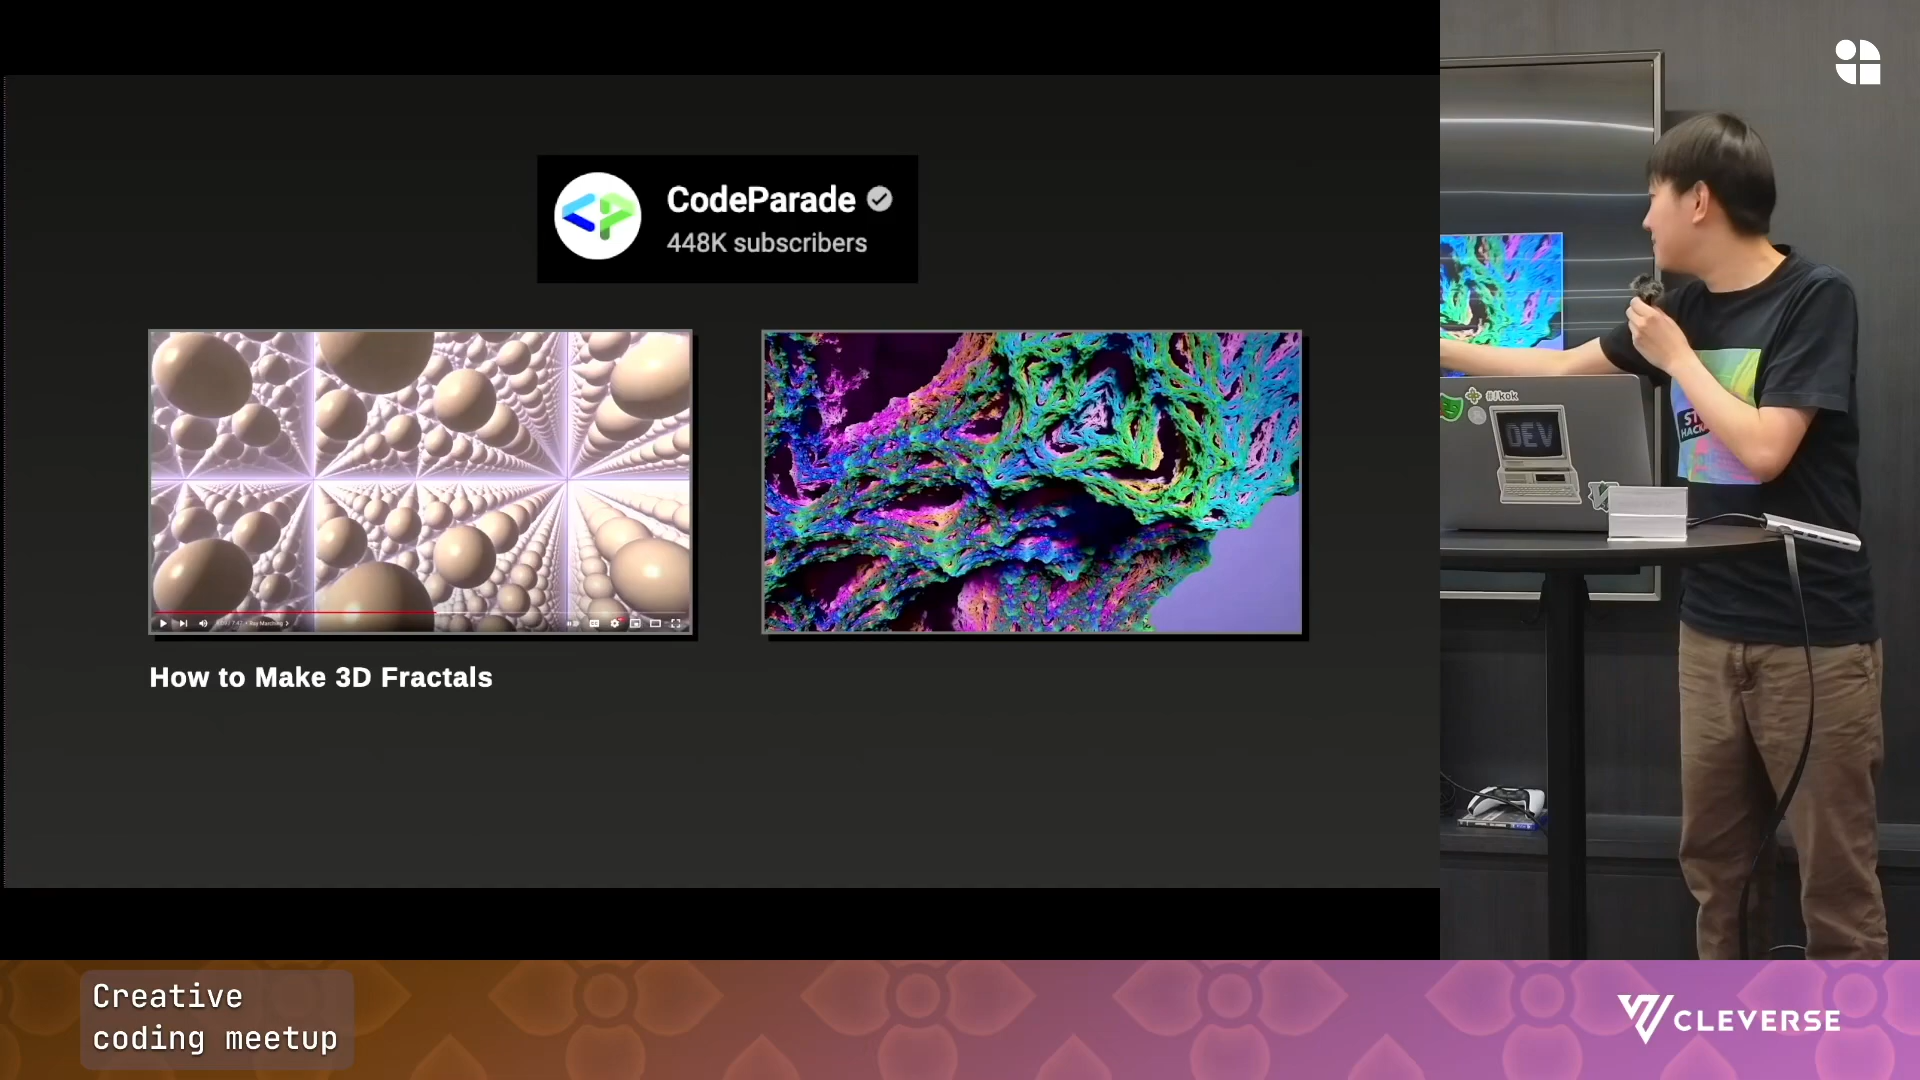 CodeParade
448K subscribers
How to Make 3D Fractals
DEV
Creative
coding meetup
CLEVERSE